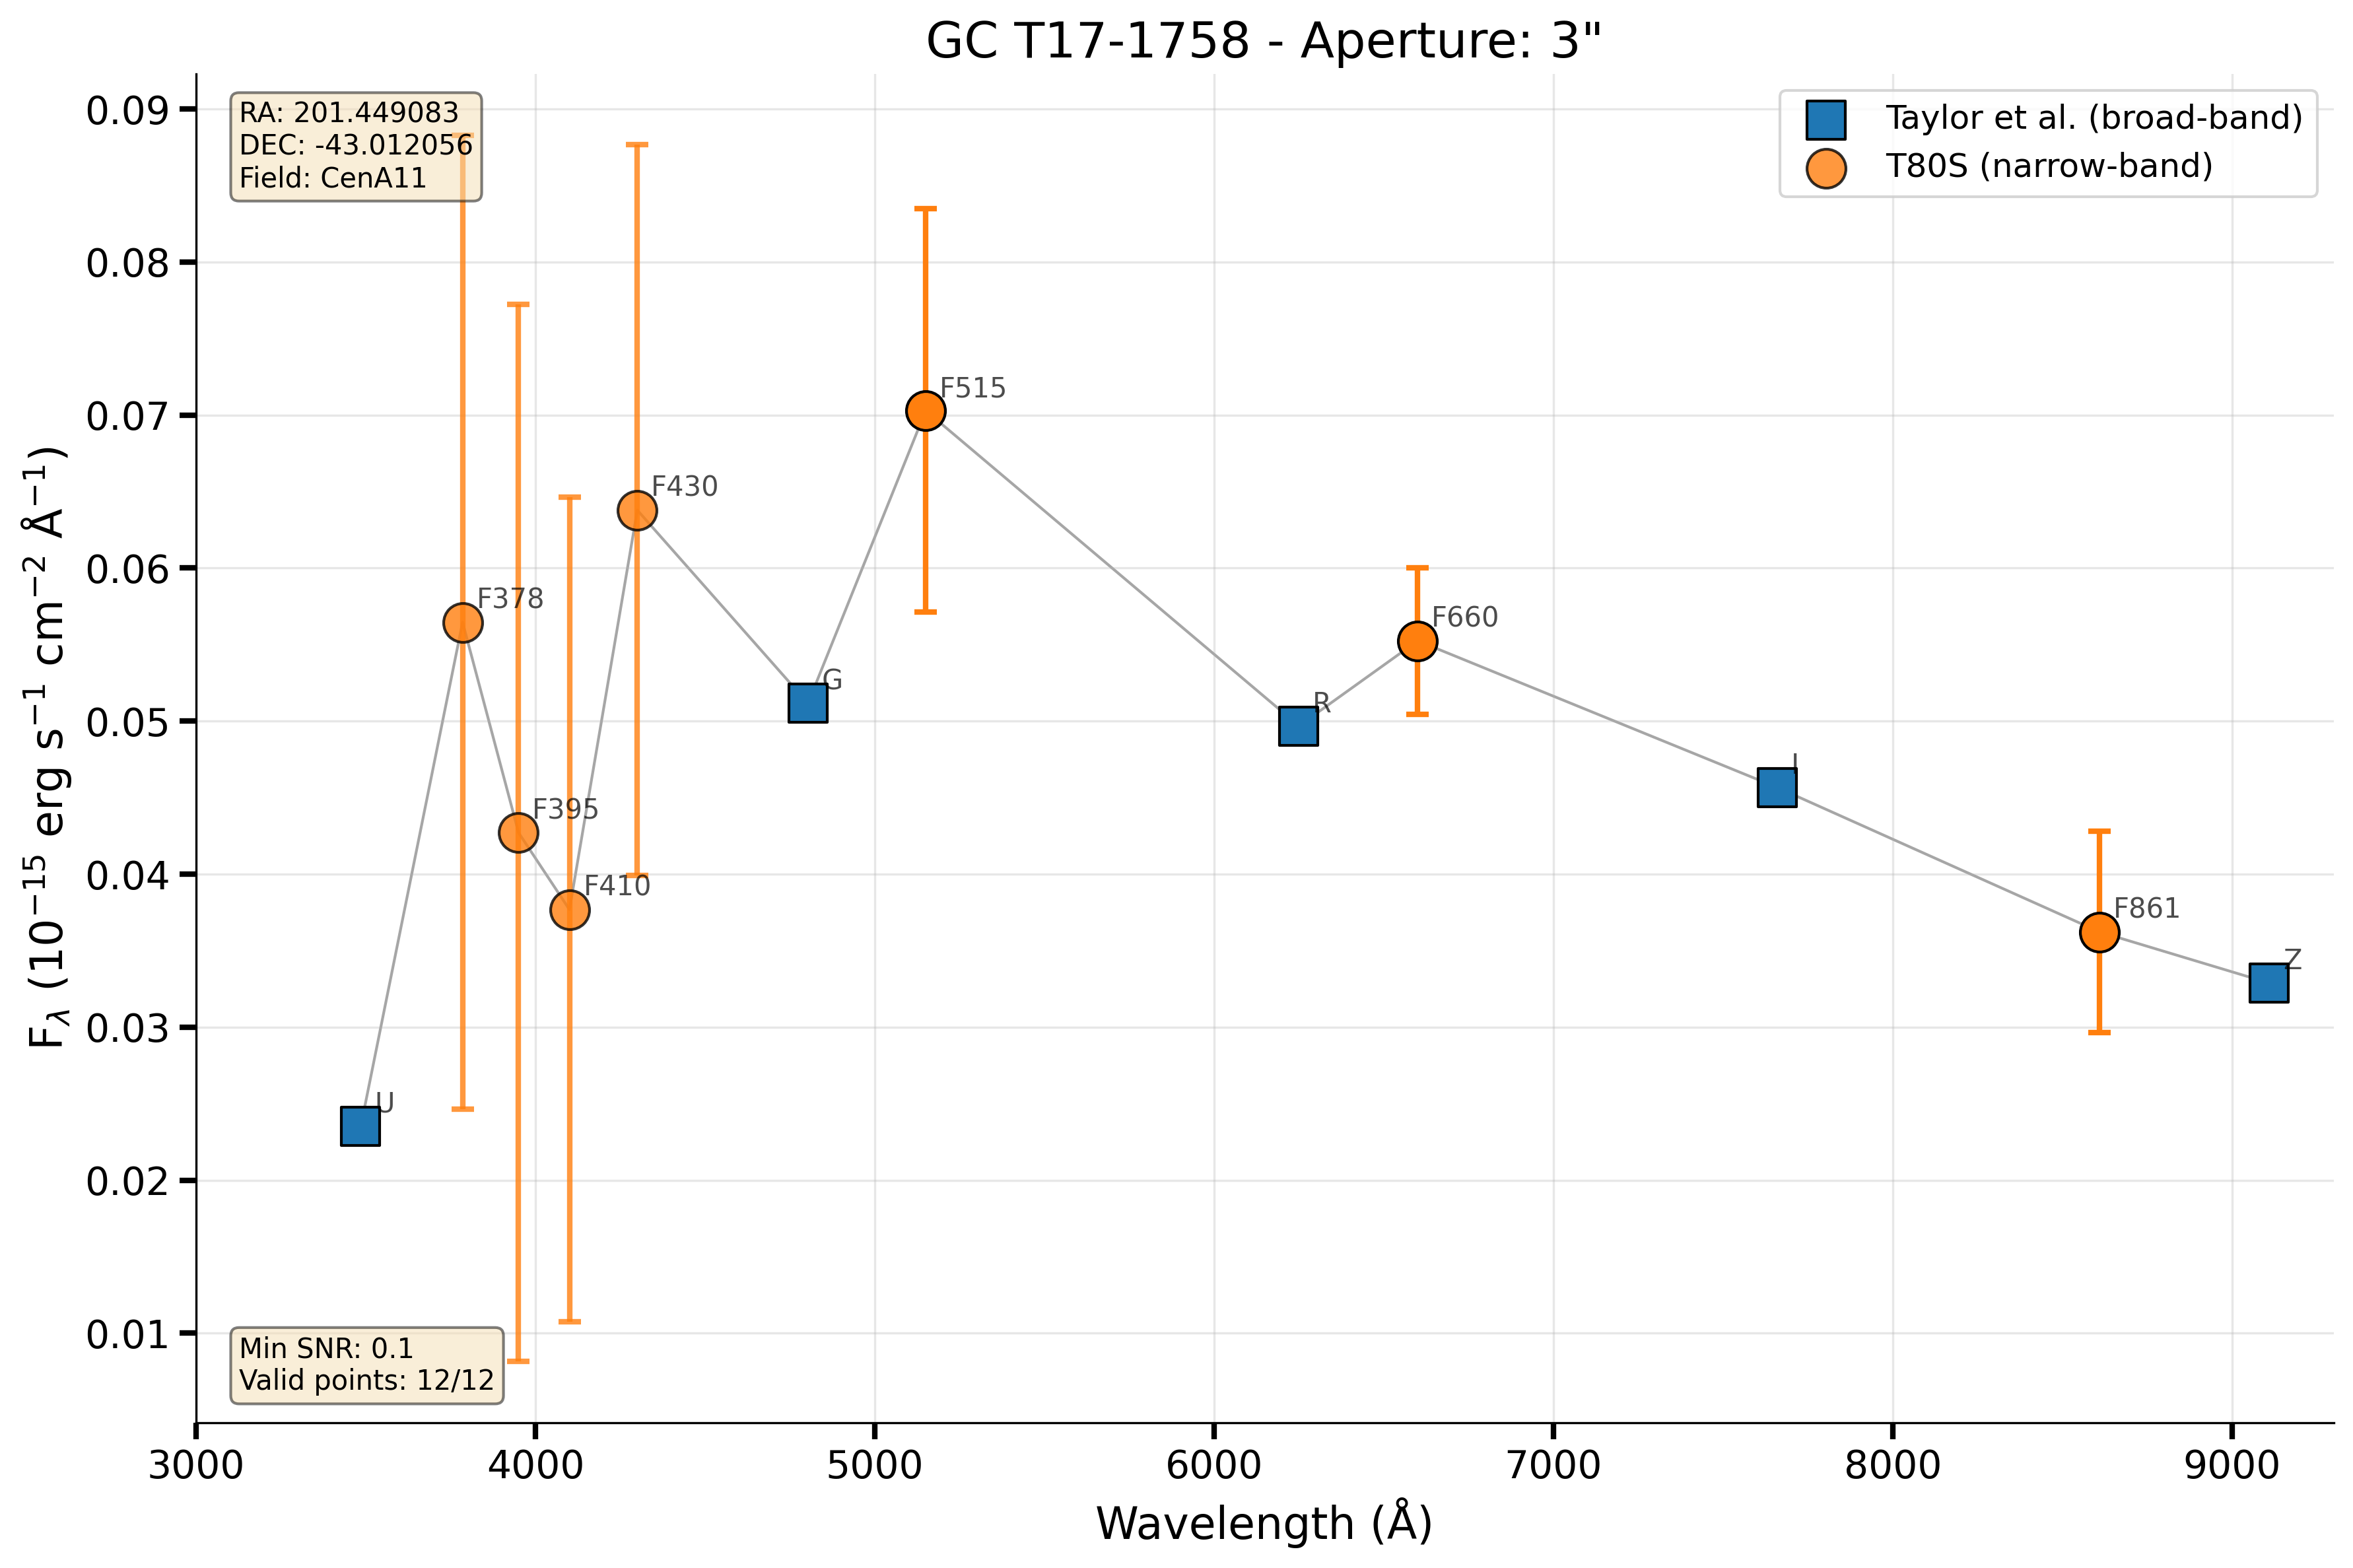 GC T17-1758 - Aperture: 3"
RA: 201.449083
DEC: -43.012056
Field: CenA11
Taylor et al. (broad-band)
T80S (narrow-band)
0.09
0.08
0.07
0.06
0.05
0.04
0.03
0.02
0.01
F_λ (10⁻¹⁵ erg s⁻¹ cm⁻² Å⁻¹)
F515
F430
F378
F660
G
R
I
F395
F410
F861
Z
U
Min SNR: 0.1
Valid points: 12/12
3000 4000 5000 6000 7000 8000 9000
Wavelength (Å)